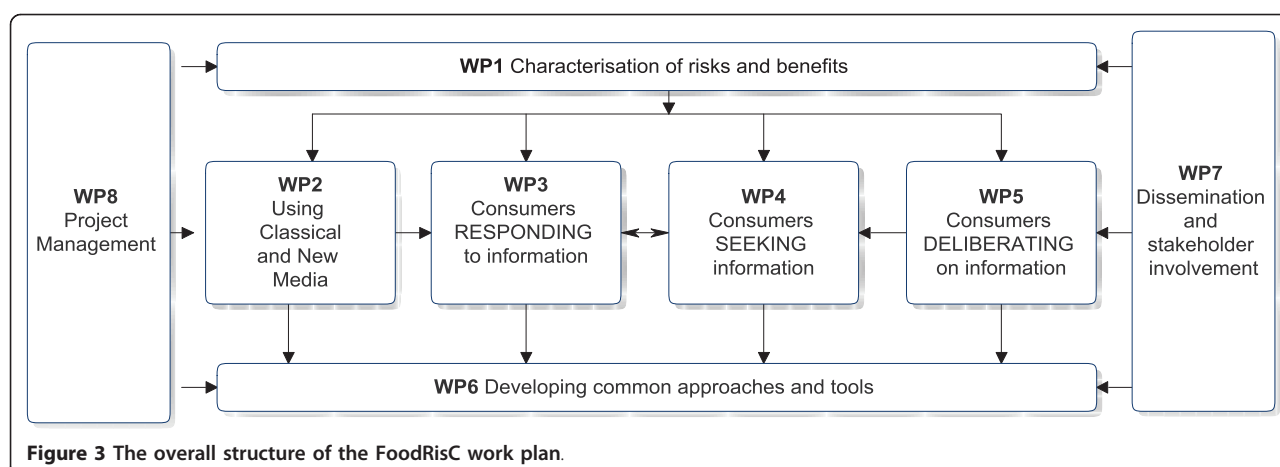 WP1 Characterisation of risks and benefits
WP8
Project
Management
WP2
Using
Classical
and New
Media
WP3
Consumers
RESPONDING
to information
WP4
Consumers
SEEKING
information
WP5
Consumers
DELIBERATING
on information
WP7
Dissemination
and
stakeholder
involvement
WP6 Developing common approaches and tools
Figure 3 The overall structure of the FoodRisC work plan.